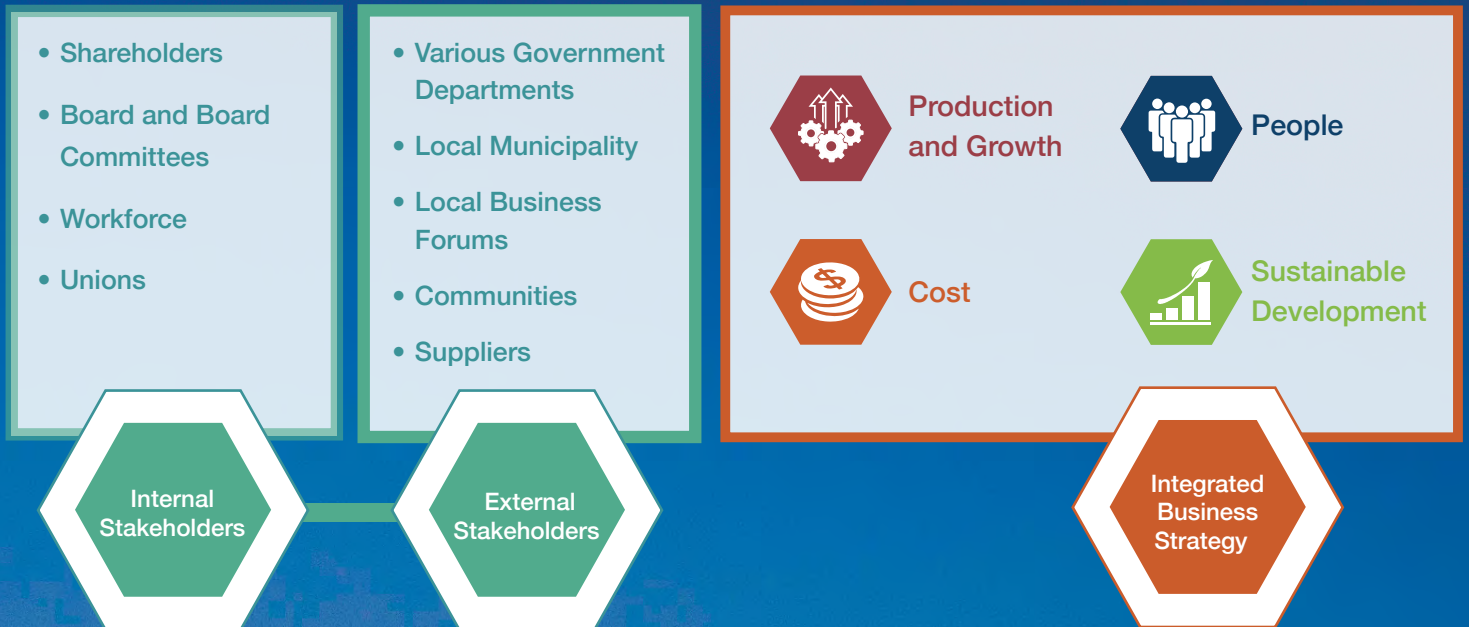 • Shareholders
• Board and Board
Committees
• Workforce
• Unions
Internal
Stakeholders
• Various Government
Departments
• Local Municipality
• Local Business
Forums
• Communities
• Suppliers
External
Stakeholders
Production
and Growth
People
Cost
Sustainable
Development
Integrated
Business
Strategy